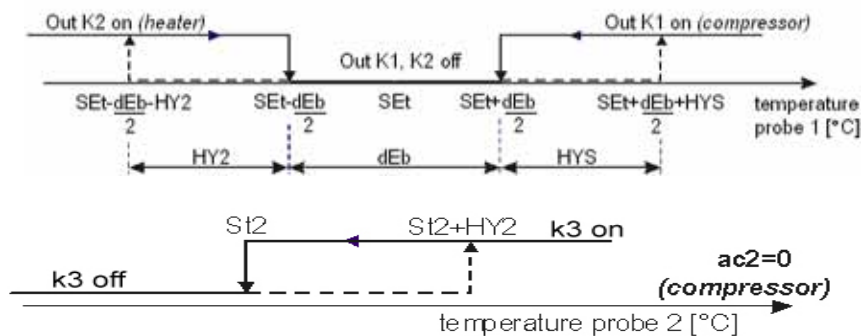 Out K2 on (heater) Out K1 on (compressor)
Out K1, K2 off
SEt-dEb/2-HY2 SEt-dEb/2 SEt SEt+dEb/2 SEt+dEb/2+HYS temperature
probe 1 [°C]
HY2 dEb HYS
St2 St2+HY2 k3 on
k3 off ac2=0
(compressor)
temperature probe 2 [°C]